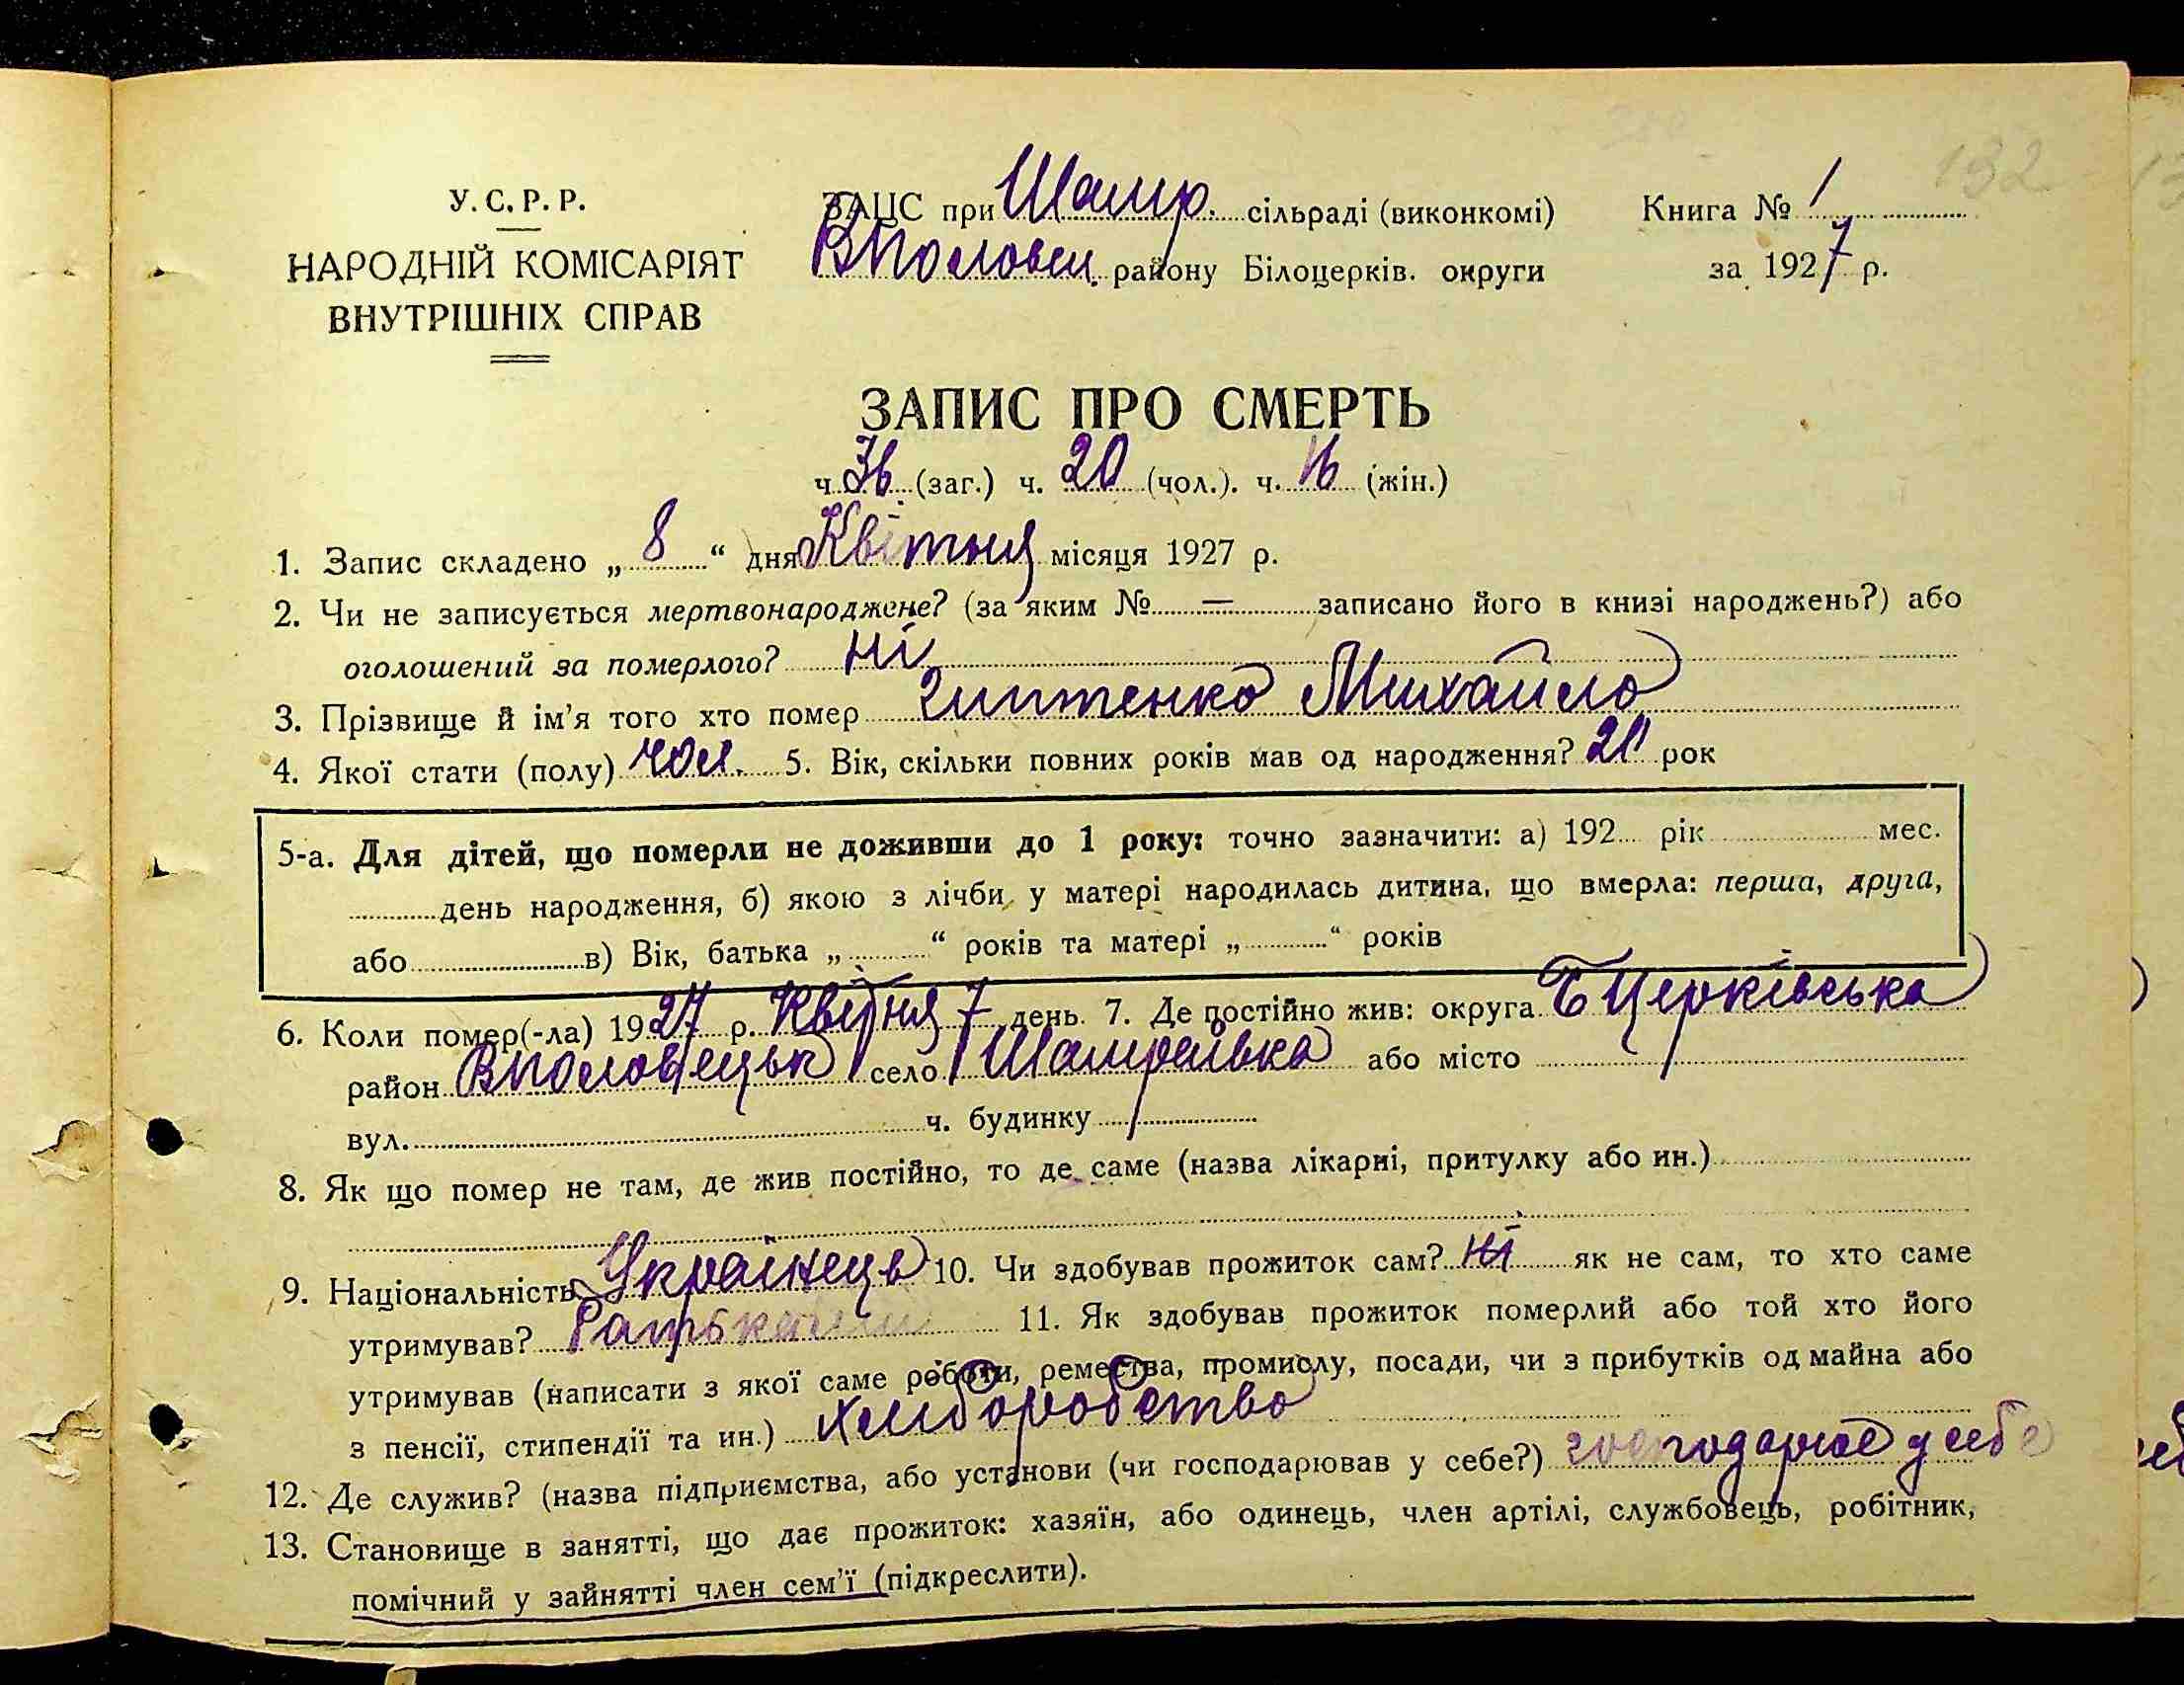 132
У. С. Р. Р.
НАРОДНІЙ КОМІСАРІЯТ
ВНУТРІШНІХ СПРАВ
ЗАЦС при Шамр. сільраді (виконкомі)
ВПоловец. району Білоцерків. округи
Книга № 1
за 1927 р.
ЗАПИС ПРО СМЕРТЬ
ч. 36 (заг.) ч. 20 (чол.). ч. 16 (жін.)
1. Запис складено „ 8 “ дня Квітня місяця 1927 р.
2. Чи не записується мертвонароджене? (за яким № — записано його в книзі народжень?) або
оголошений за померлого? ні
3. Прізвище й ім’я того хто помер Михайло
4. Якої стати (полу) чол. 5. Вік, скільки повних років мав од народження? рок
5-а. Для дітей, що померли не доживши до 1 року: точно зазначити: а) 192 рік мес.
день народження, б) якою з лічби у матері народилась дитина, що вмерла: перша, друга,
або в) Вік, батька „ “ років та матері „ “ років
6. Коли помер(-ла) 1927 р. Квітня 7 день. 7. Де постійно жив: округа Б Церківська
район ВПоловецьк село Шамраївка або місто
вул. ч. будинку
8. Як що помер не там, де жив постійно, то де саме (назва лікарні, притулку або ин.)
9. Національність Українець 10. Чи здобував прожиток сам? ні як не сам, то хто саме
утримував? 11. Як здобував прожиток померлий або той хто його
утримував (написати з якої саме роботи, ремества, промислу, посади, чи з прибутків од майна або
з пенсії, стипендії та ин.) хліборобство
12. Де служив? (назва підприємства, або установи (чи господарював у себе?) у себе
13. Становище в занятті, що дає прожиток: хазяїн, або одинець, член артілі, службовець, робітник,
помічний у зайнятті член сем’ї (підкреслити).